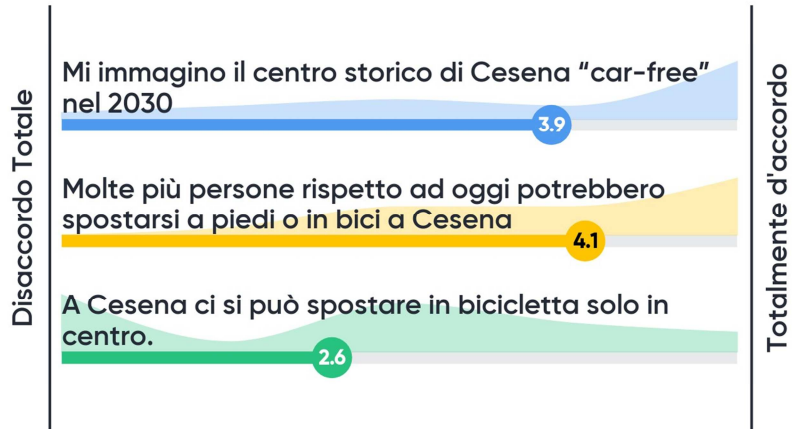 Disaccordo Totale
Mi immagino il centro storico di Cesena “car-free”
nel 2030
3.9
Molte più persone rispetto ad oggi potrebbero
spostarsi a piedi o in bici a Cesena
4.1
A Cesena ci si può spostare in bicicletta solo in
centro.
2.6
Totalmente d'accordo